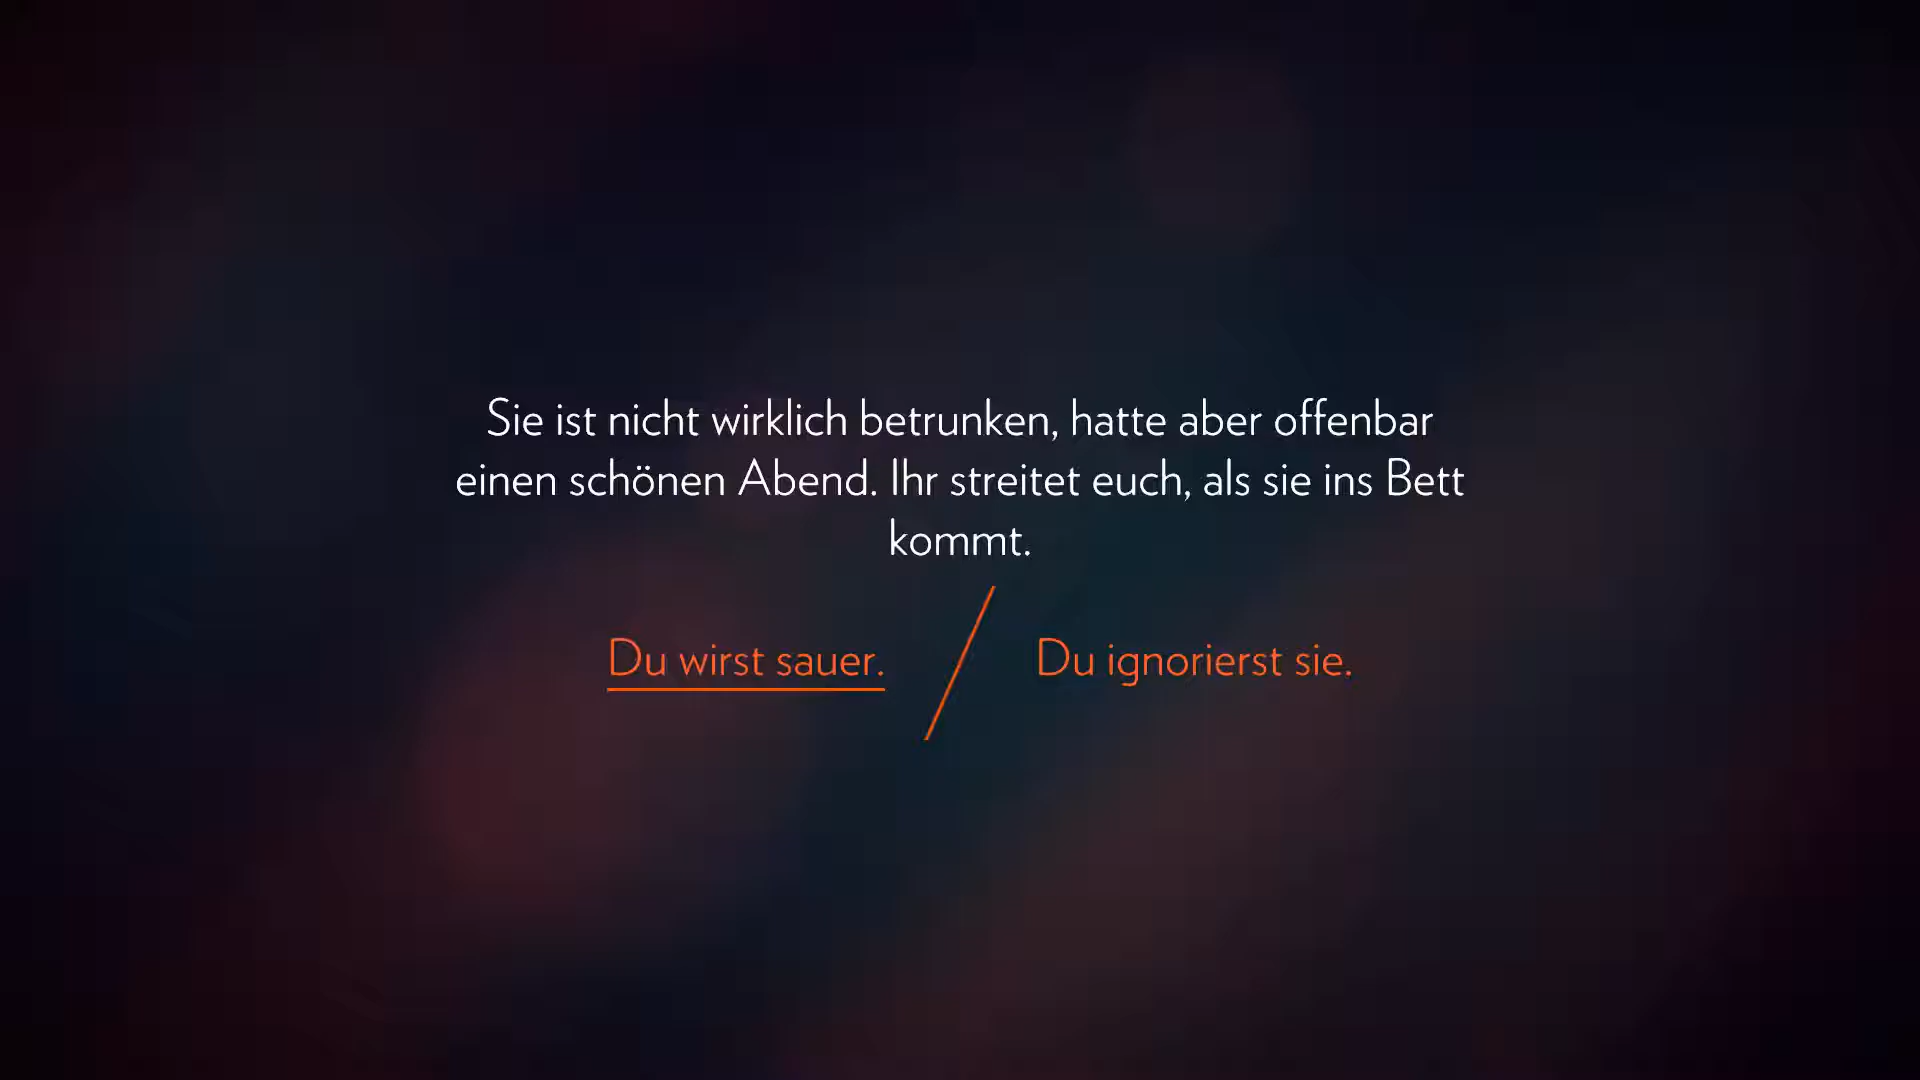 Sie ist nicht wirklich betrunken, hatte aber offenbar
einen schönen Abend. Ihr streitet euch, als sie ins Bett
kommt.
Du wirst sauer.
Du ignorierst sie.